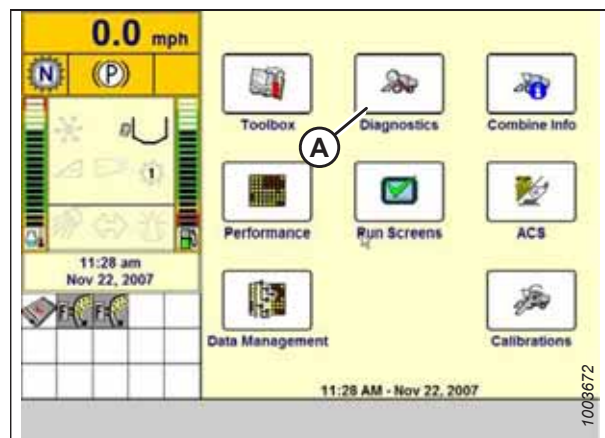 0.0 mph
N (P)
1
11:28 am
Nov 22, 2007
F F
Toolbox
Diagnostics
Combine Info
A
Performance
Run Screens
ACS
Data Management
Calibrations
11:28 AM - Nov 22, 2007
1003672